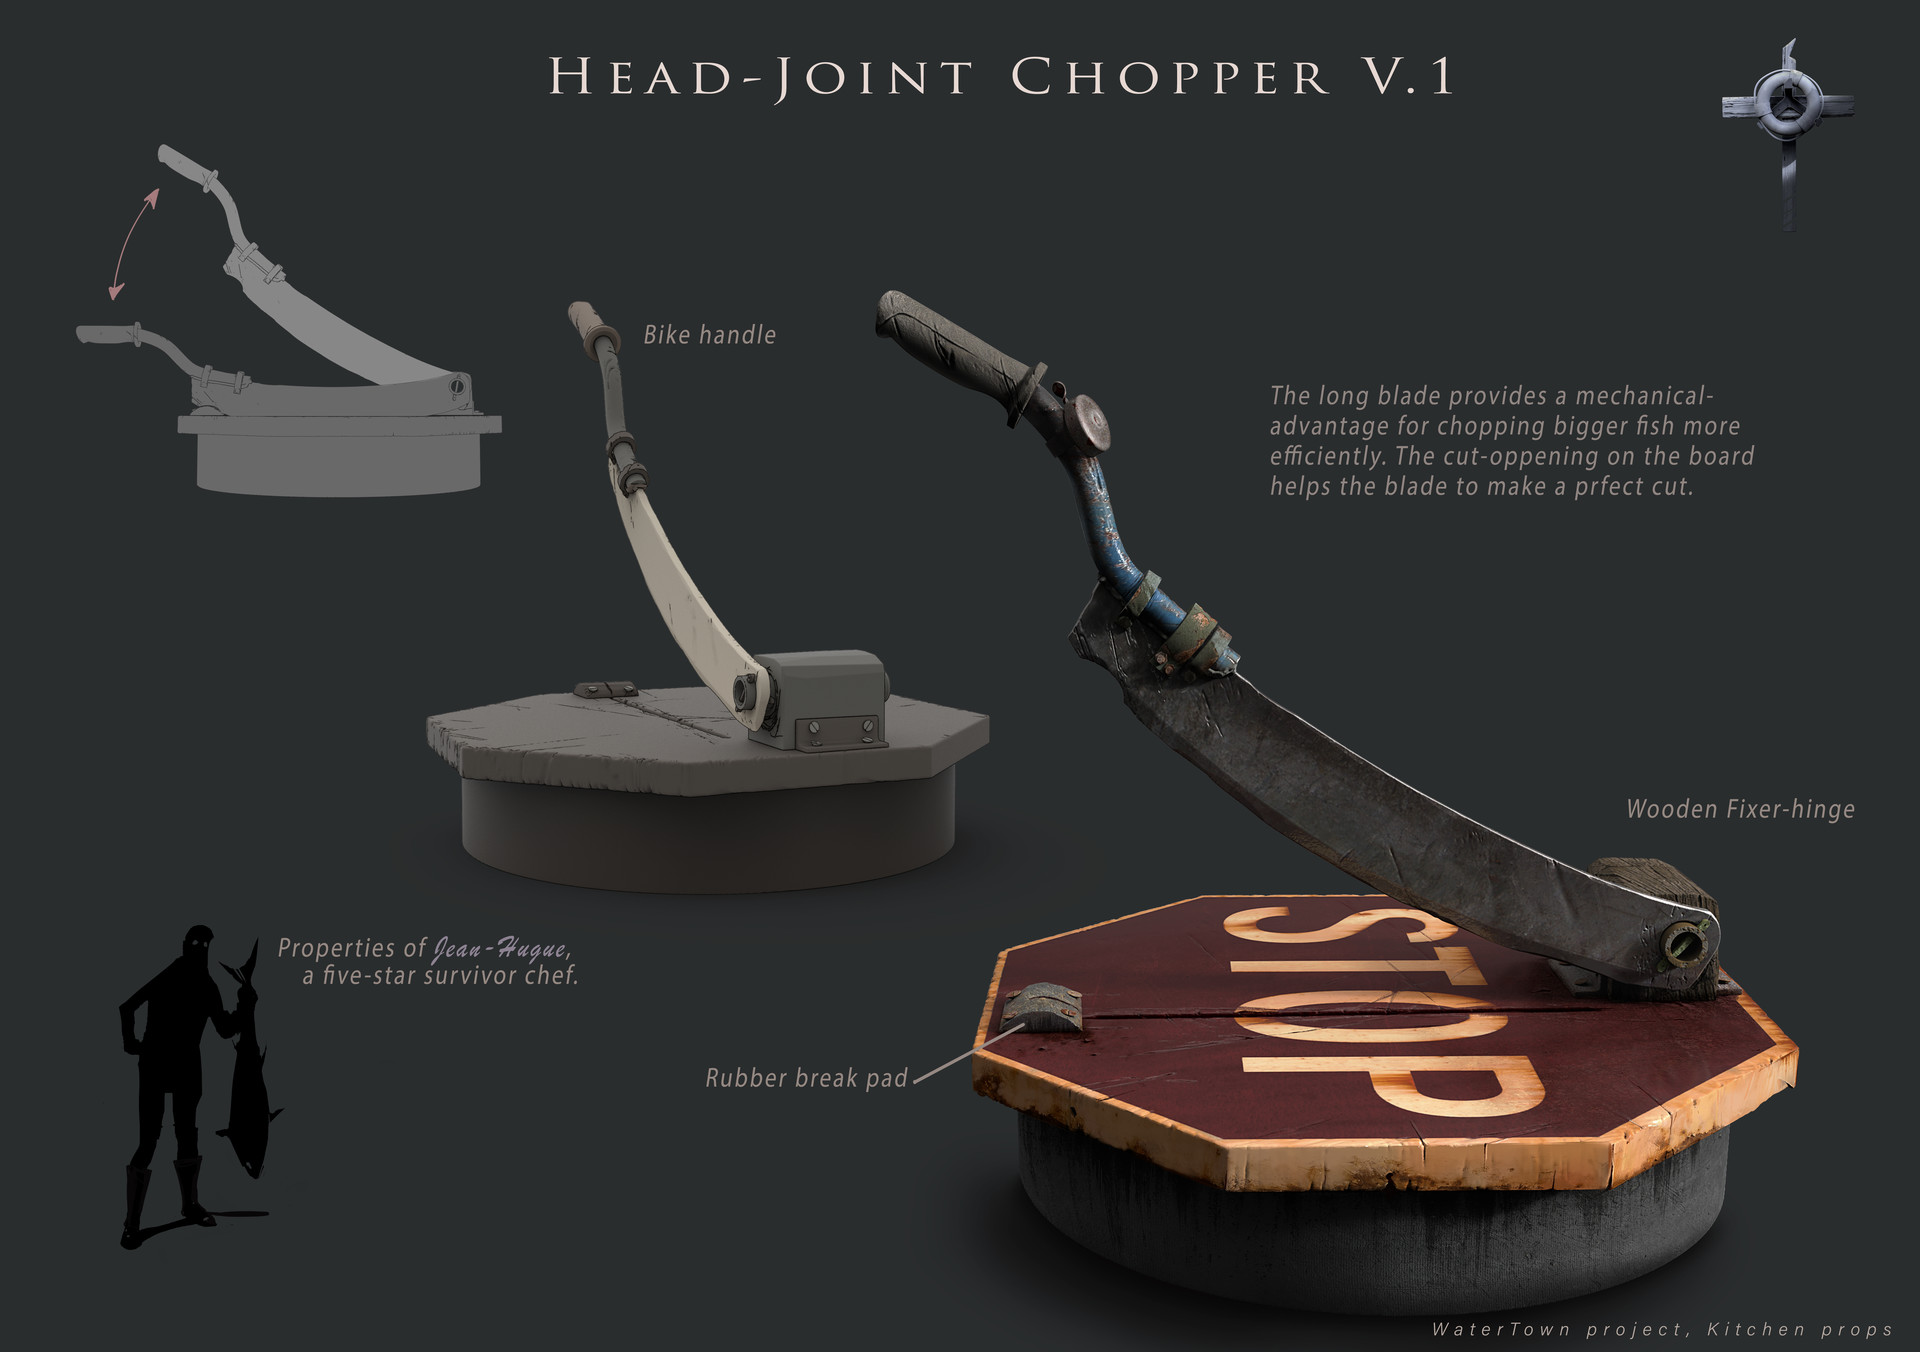 Head-Joint Chopper V.1
Bike handle
The long blade provides a mechanical-
advantage for chopping bigger fish more
efficiently. The cut-oppening on the board
helps the blade to make a prfect cut.
Wooden Fixer-hinge
Properties of Jean-Hugue,
a five-star survivor chef.
STOP
Rubber break pad
WaterTown project, Kitchen props